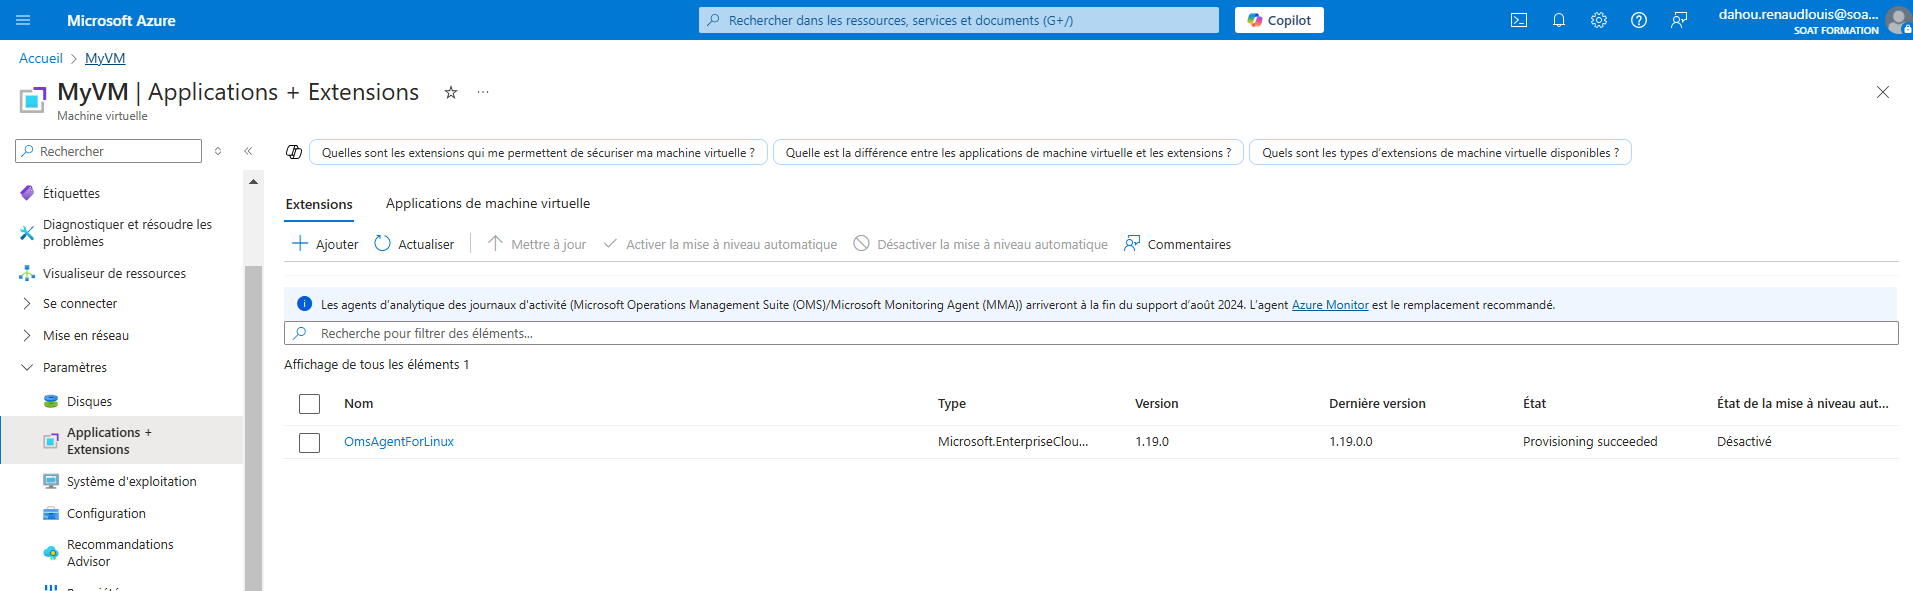 Microsoft Azure
Rechercher dans les ressources, services et documents (G+/)
Copilot
dahou.renaudlouis@soa...
SOAT FORMATION
Accueil > MyVM
MyVM | Applications + Extensions
Machine virtuelle
Rechercher
Quelles sont les extensions qui me permettent de sécuriser ma machine virtuelle ?
Quelle est la différence entre les applications de machine virtuelle et les extensions ?
Quels sont les types d'extensions de machine virtuelle disponibles ?
Étiquettes
Diagnostiquer et résoudre les
problèmes
Visualiseur de ressources
Se connecter
Mise en réseau
Paramètres
Disques
Applications +
Extensions
Système d'exploitation
Configuration
Recommandations
Advisor
Extensions
Applications de machine virtuelle
Ajouter
Actualiser
Mettre à jour
Activer la mise à niveau automatique
Désactiver la mise à niveau automatique
Commentaires
Les agents d'analytique des journaux d'activité (Microsoft Operations Management Suite (OMS)/Microsoft Monitoring Agent (MMA)) arriveront à la fin du support d'août 2024. L'agent Azure Monitor est le remplacement recommandé.
Recherche pour filtrer des éléments...
Affichage de tous les éléments 1
Nom Type Version Dernière version État État de la mise à niveau aut...
OmsAgentForLinux Microsoft.EnterpriseClou... 1.19.0 1.19.0.0 Provisioning succeeded Désactivé